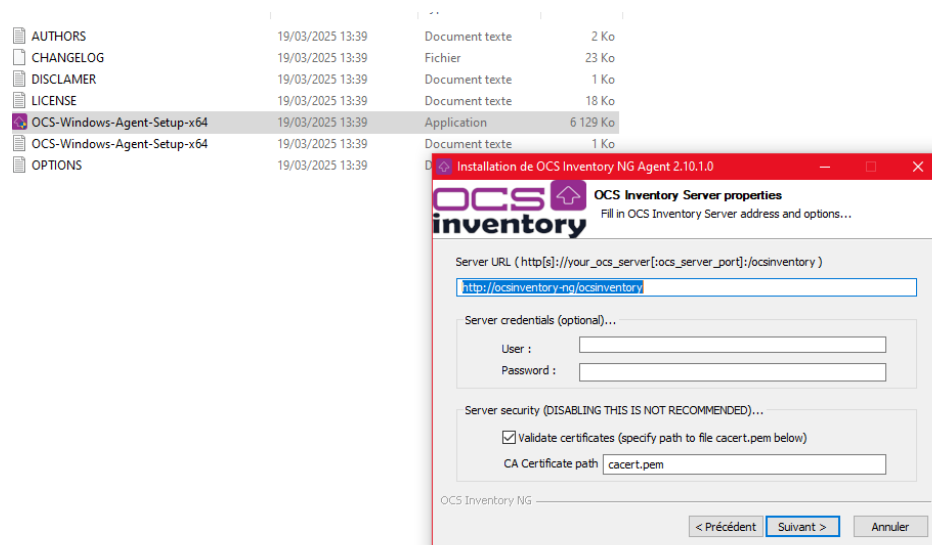 AUTHORS 19/03/2025 13:39 Document texte 2 Ko
CHANGELOG 19/03/2025 13:39 Fichier 23 Ko
DISCLAMER 19/03/2025 13:39 Document texte 1 Ko
LICENSE 19/03/2025 13:39 Document texte 18 Ko
OCS-Windows-Agent-Setup-x64 19/03/2025 13:39 Application 6 129 Ko
OCS-Windows-Agent-Setup-x64 19/03/2025 13:39 Document texte 1 Ko
OPTIONS 19/03/2025 13:39
Installation de OCS Inventory NG Agent 2.10.1.0
OCS inventory
OCS Inventory Server properties
Fill in OCS Inventory Server address and options...
Server URL ( http[s]://your_ocs_server[:ocs_server_port]:/ocsinventory )
http://ocsinventory-ng/ocsinventory
Server credentials (optional)...
User :
Password :
Server security (DISABLING THIS IS NOT RECOMMENDED)...
Validate certificates (specify path to file cacert.pem below)
CA Certificate path cacert.pem
OCS Inventory NG
< Précédent Suivant > Annuler